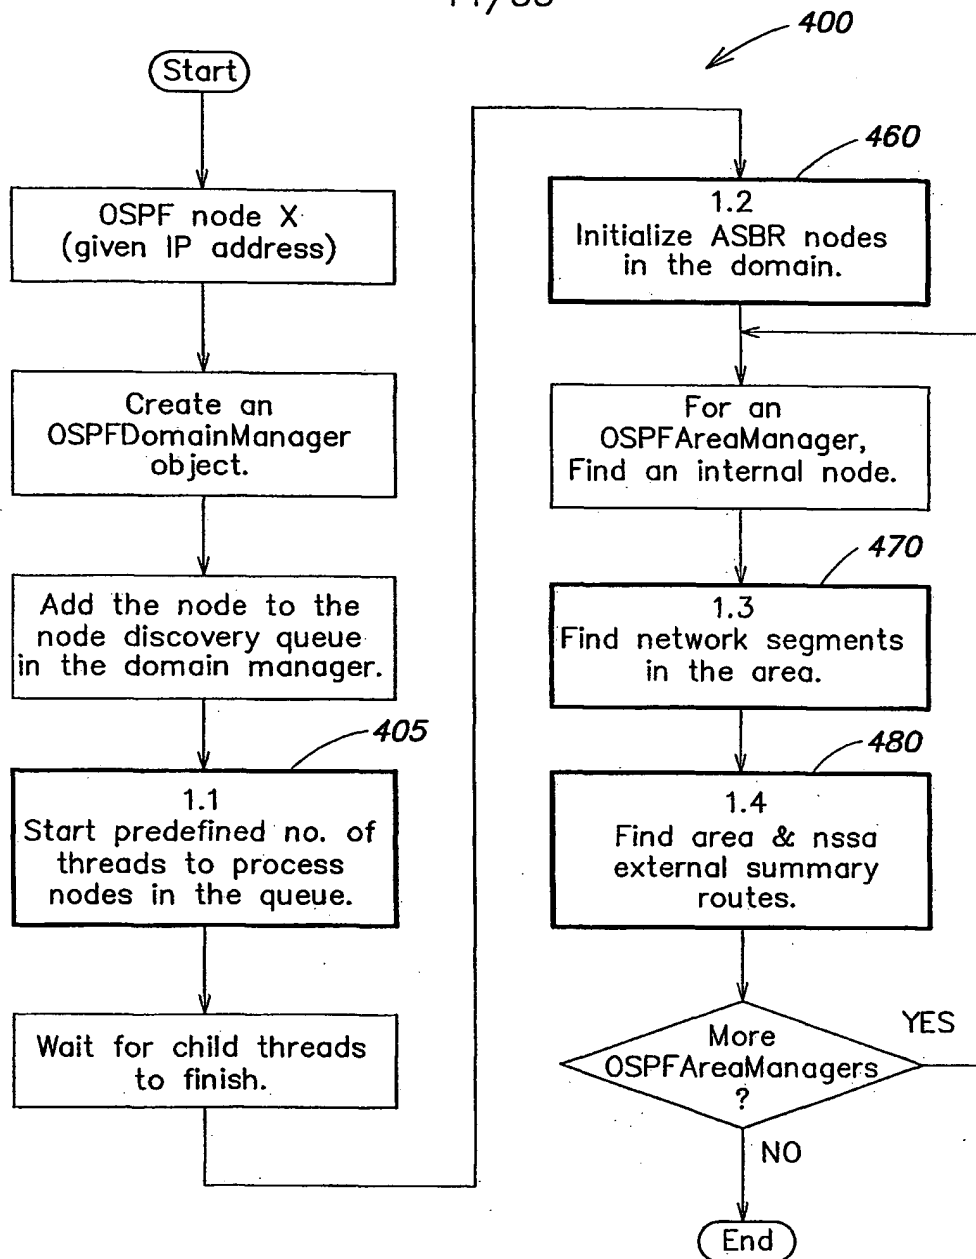 400
Start
OSPF node X
(given IP address)
Create an
OSPFDomainManager
object.
Add the node to the
node discovery queue
in the domain manager.
405
1.1
Start predefined no. of
threads to process
nodes in the queue.
Wait for child threads
to finish.
460
1.2
Initialize ASBR nodes
in the domain.
For an
OSPFAreaManager,
Find an internal node.
470
1.3
Find network segments
in the area.
480
1.4
Find area & nssa
external summary
routes.
More
OSPFAreaManagers
?
YES
NO
End